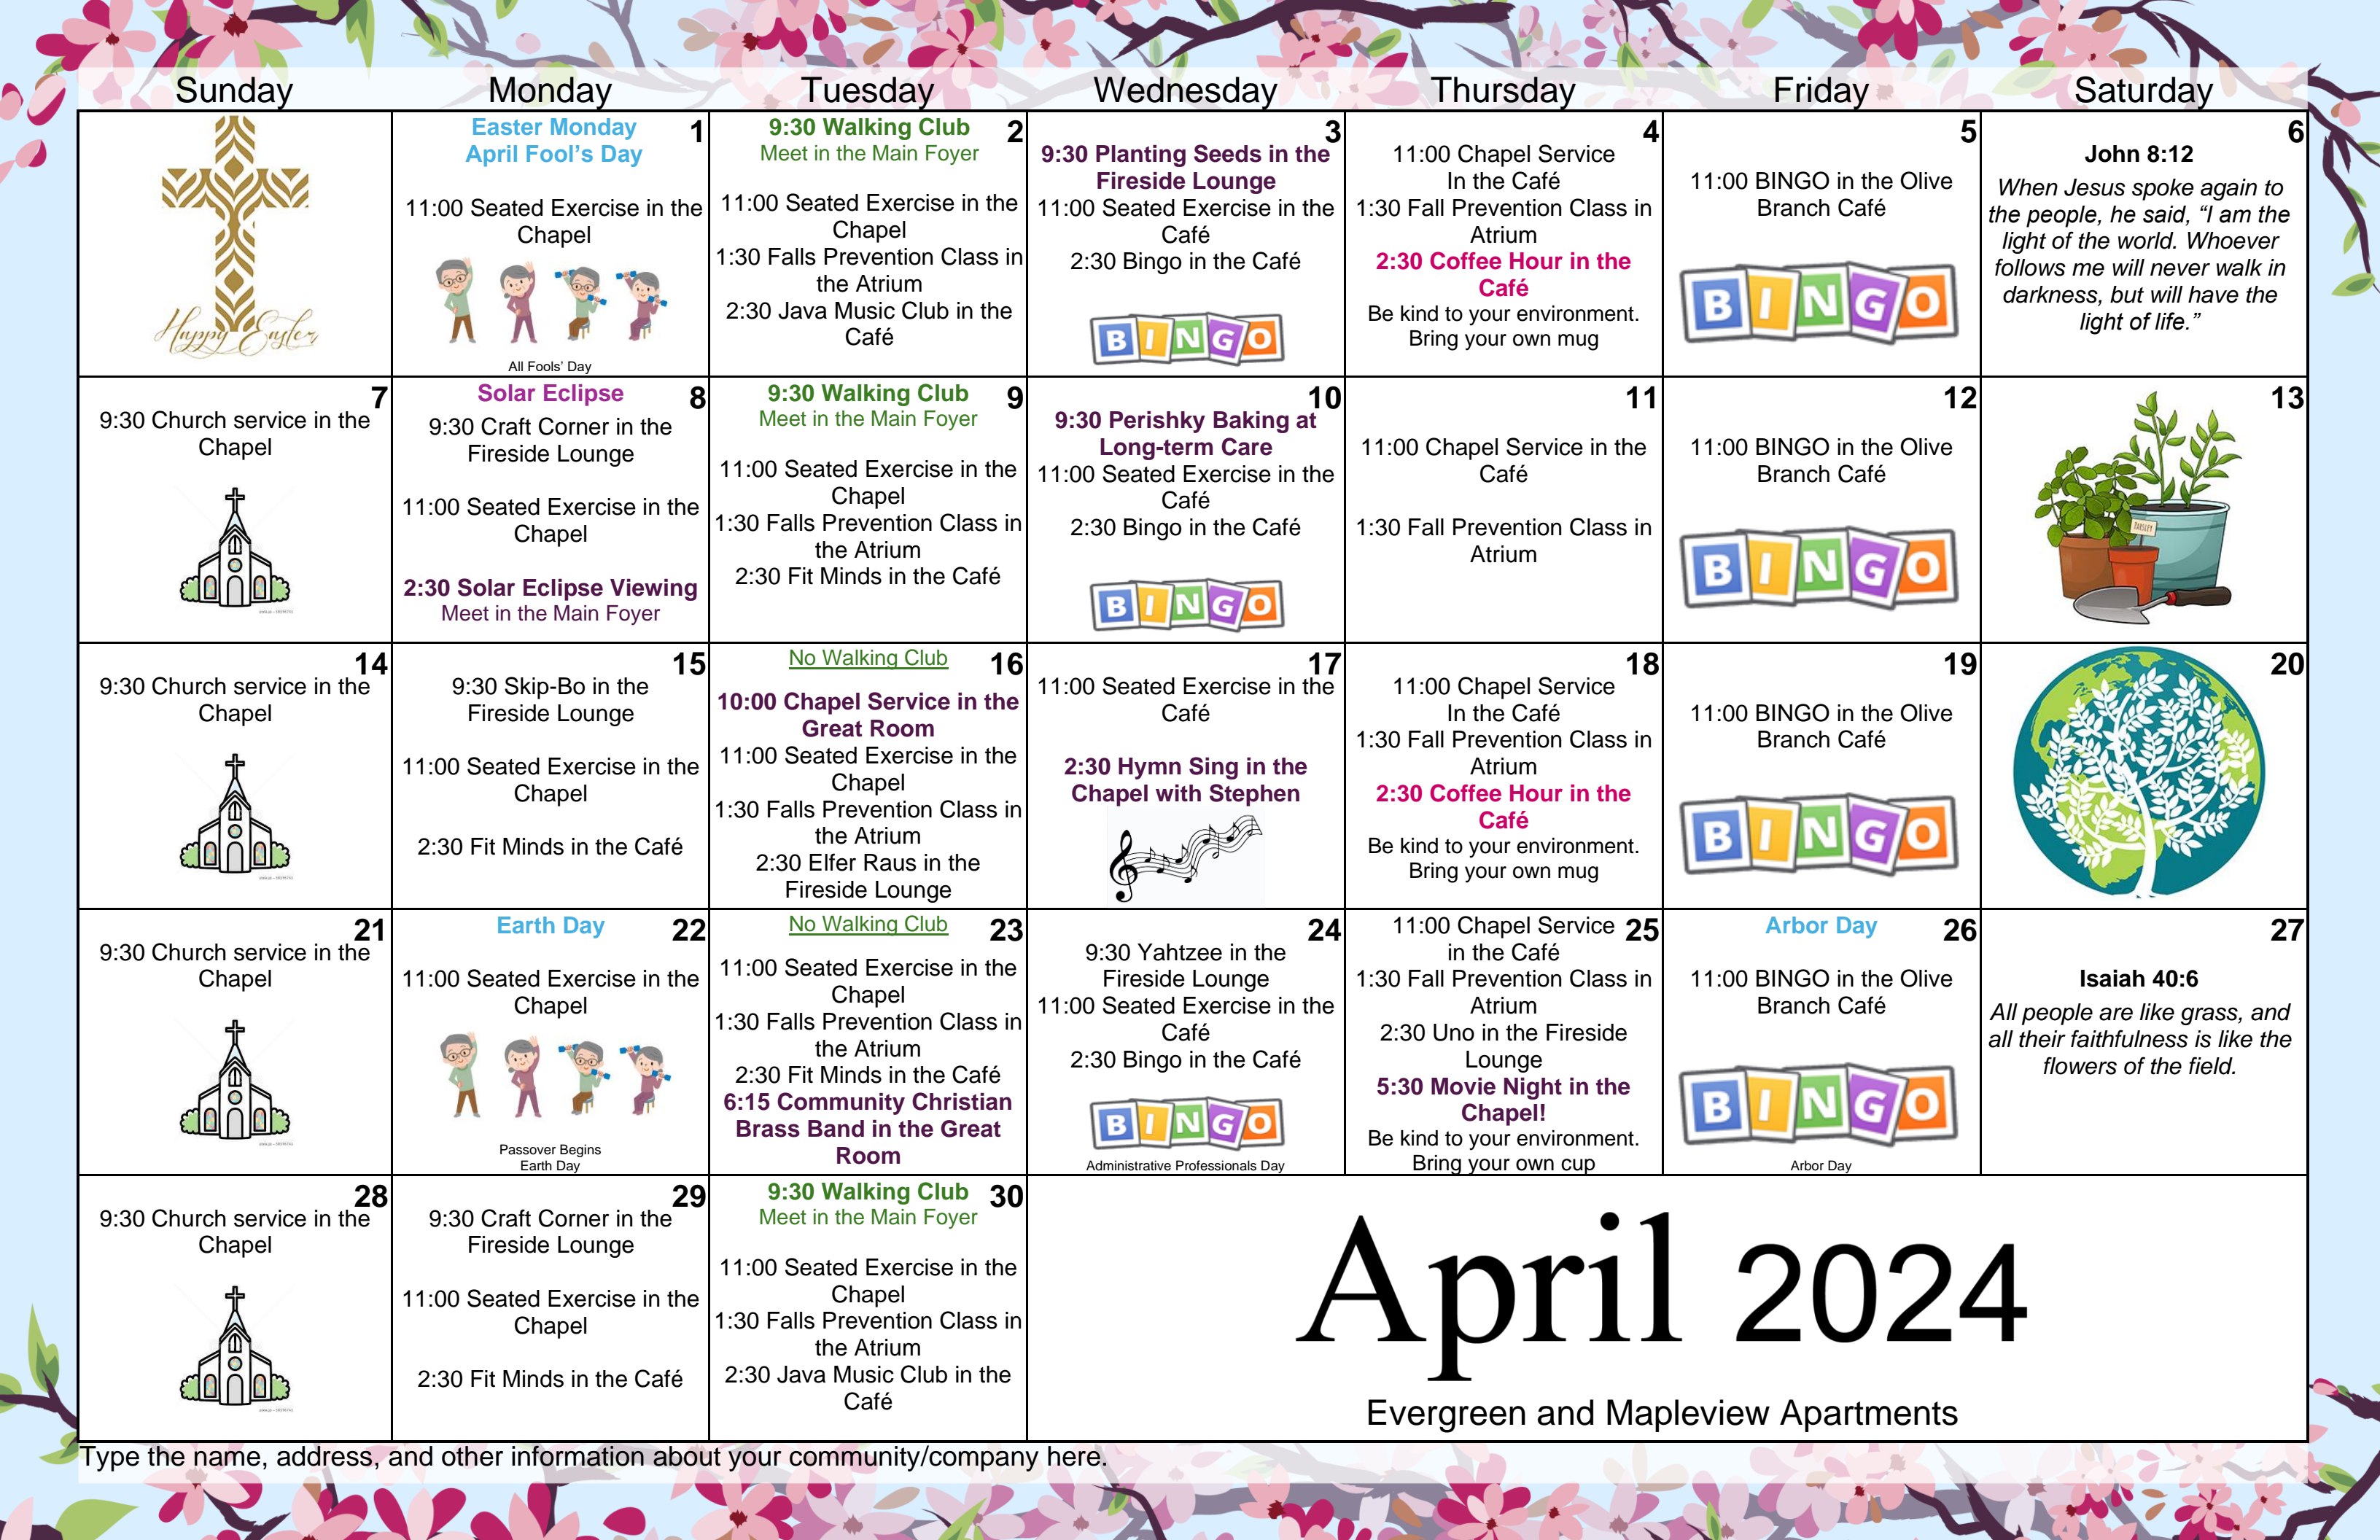 Sunday
Monday
Tuesday
Wednesday
Thursday
Friday
Saturday
Happy Easter
Easter Monday
1
April Fool's Day
11:00 Seated Exercise in the
Chapel
All Fools' Day
9:30 Walking Club
2
Meet in the Main Foyer
11:00 Seated Exercise in the
Chapel
1:30 Falls Prevention Class in
the Atrium
2:30 Java Music Club in the
Café
3
9:30 Planting Seeds in the
Fireside Lounge
11:00 Seated Exercise in the
Café
2:30 Bingo in the Café
BINGO
4
11:00 Chapel Service
In the Café
1:30 Fall Prevention Class in
Atrium
2:30 Coffee Hour in the
Café
Be kind to your environment.
Bring your own mug
5
11:00 BINGO in the Olive
Branch Café
BINGO
6
John 8:12
When Jesus spoke again to
the people, he said, “I am the
light of the world. Whoever
follows me will never walk in
darkness, but will have the
light of life.”
7
9:30 Church service in the
Chapel
Solar Eclipse
8
9:30 Craft Corner in the
Fireside Lounge
11:00 Seated Exercise in the
Chapel
2:30 Solar Eclipse Viewing
Meet in the Main Foyer
9:30 Walking Club
9
Meet in the Main Foyer
11:00 Seated Exercise in the
Chapel
1:30 Falls Prevention Class in
the Atrium
2:30 Fit Minds in the Café
10
9:30 Perishky Baking at
Long-term Care
11:00 Seated Exercise in the
Café
2:30 Bingo in the Café
BINGO
11
11:00 Chapel Service in the
Café
1:30 Fall Prevention Class in
Atrium
12
11:00 BINGO in the Olive
Branch Café
BINGO
13
PARSLEY
14
9:30 Church service in the
Chapel
15
9:30 Skip-Bo in the
Fireside Lounge
11:00 Seated Exercise in the
Chapel
2:30 Fit Minds in the Café
No Walking Club
16
10:00 Chapel Service in the
Great Room
11:00 Seated Exercise in the
Chapel
1:30 Falls Prevention Class in
the Atrium
2:30 Elfer Raus in the
Fireside Lounge
17
11:00 Seated Exercise in the
Café
2:30 Hymn Sing in the
Chapel with Stephen
18
11:00 Chapel Service
In the Café
1:30 Fall Prevention Class in
Atrium
2:30 Coffee Hour in the
Café
Be kind to your environment.
Bring your own mug
19
11:00 BINGO in the Olive
Branch Café
BINGO
20
21
9:30 Church service in the
Chapel
Earth Day
22
11:00 Seated Exercise in the
Chapel
Passover Begins
Earth Day
No Walking Club
23
11:00 Seated Exercise in the
Chapel
1:30 Falls Prevention Class in
the Atrium
2:30 Fit Minds in the Café
6:15 Community Christian
Brass Band in the Great
Room
24
9:30 Yahtzee in the
Fireside Lounge
11:00 Seated Exercise in the
Café
2:30 Bingo in the Café
BINGO
Administrative Professionals Day
11:00 Chapel Service
25
in the Café
1:30 Fall Prevention Class in
Atrium
2:30 Uno in the Fireside
Lounge
5:30 Movie Night in the
Chapel!
Be kind to your environment.
Bring your own cup
Arbor Day
26
11:00 BINGO in the Olive
Branch Café
BINGO
Arbor Day
27
Isaiah 40:6
All people are like grass, and
all their faithfulness is like the
flowers of the field.
28
9:30 Church service in the
Chapel
29
9:30 Craft Corner in the
Fireside Lounge
11:00 Seated Exercise in the
Chapel
2:30 Fit Minds in the Café
9:30 Walking Club
30
Meet in the Main Foyer
11:00 Seated Exercise in the
Chapel
1:30 Falls Prevention Class in
the Atrium
2:30 Java Music Club in the
Café
April 2024
Evergreen and Mapleview Apartments
Type the name, address, and other information about your community/company here.